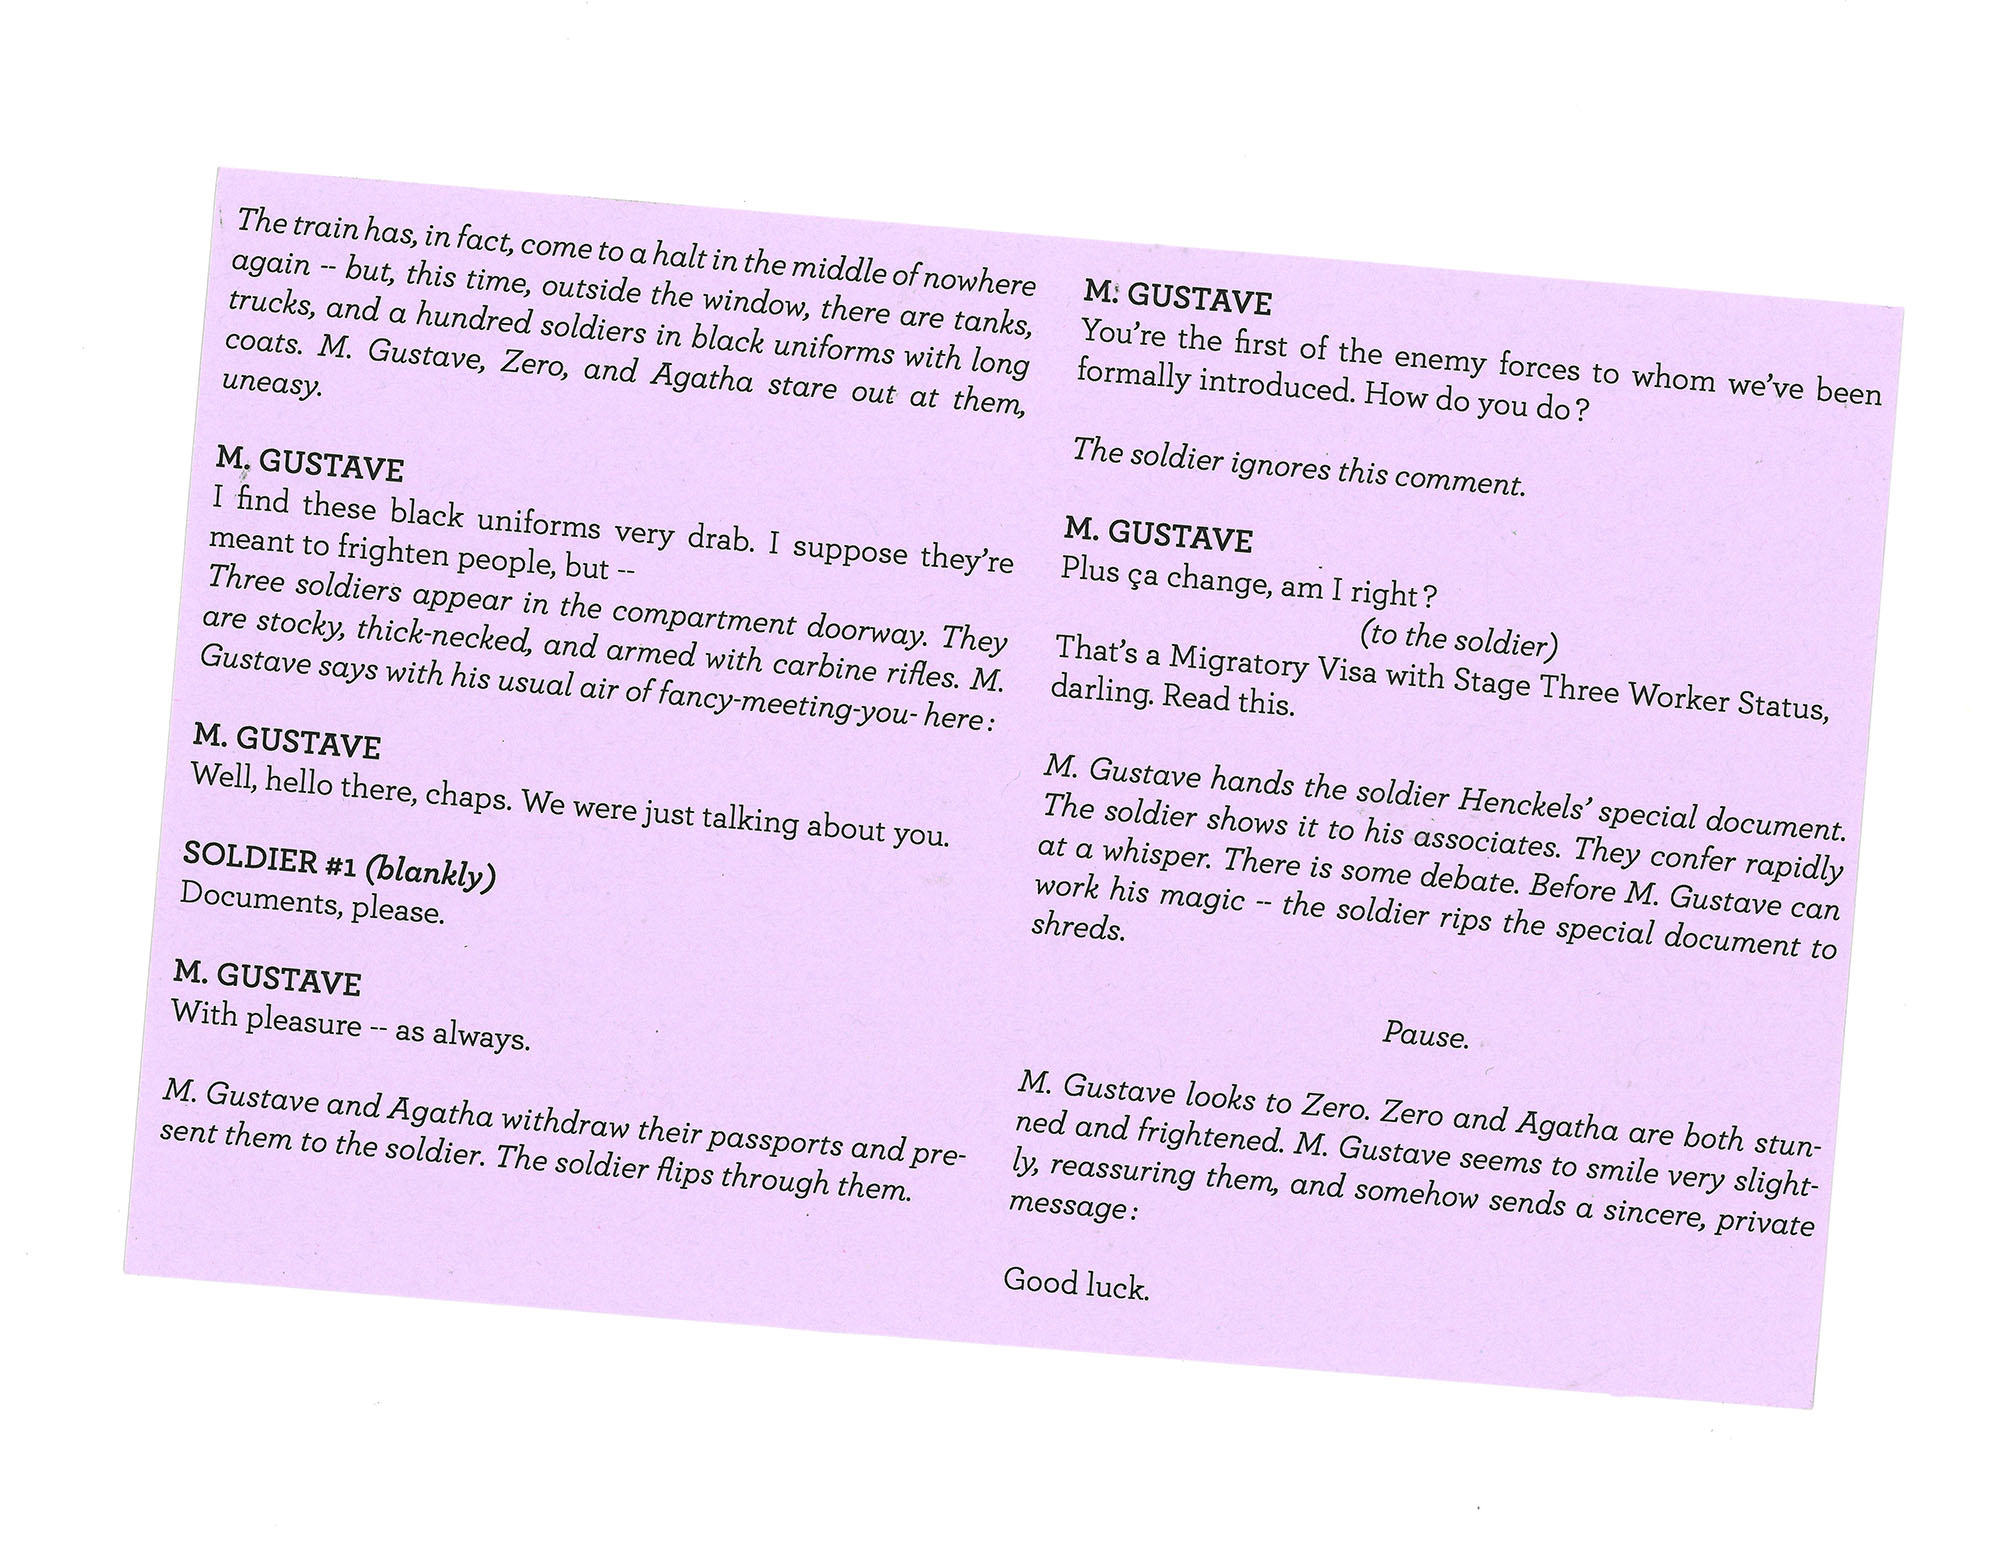 The train has, in fact, come to a halt in the middle of nowhere
again -- but, this time, outside the window, there are tanks,
trucks, and a hundred soldiers in black uniforms with long
coats. M. Gustave, Zero, and Agatha stare out at them,
uneasy.
M. GUSTAVE
I find these black uniforms very drab. I suppose they're
meant to frighten people, but --
Three soldiers appear in the compartment doorway. They
are stocky, thick-necked, and armed with carbine rifles. M.
Gustave says with his usual air of fancy-meeting-you- here:
M. GUSTAVE
Well, hello there, chaps. We were just talking about you.
SOLDIER #1 (blankly)
Documents, please.
M. GUSTAVE
With pleasure -- as always.
M. Gustave and Agatha withdraw their passports and pre-
sent them to the soldier. The soldier flips through them.
M. GUSTAVE
You're the first of the enemy forces to whom we've been
formally introduced. How do you do?
The soldier ignores this comment.
M. GUSTAVE
Plus ça change, am I right?
(to the soldier)
That's a Migratory Visa with Stage Three Worker Status,
darling. Read this.
M. Gustave hands the soldier Henckels' special document.
The soldier shows it to his associates. They confer rapidly
at a whisper. There is some debate. Before M. Gustave can
work his magic -- the soldier rips the special document to
shreds.
Pause.
M. Gustave looks to Zero. Zero and Agatha are both stun-
ned and frightened. M. Gustave seems to smile very slight-
ly, reassuring them, and somehow sends a sincere, private
message:
Good luck.